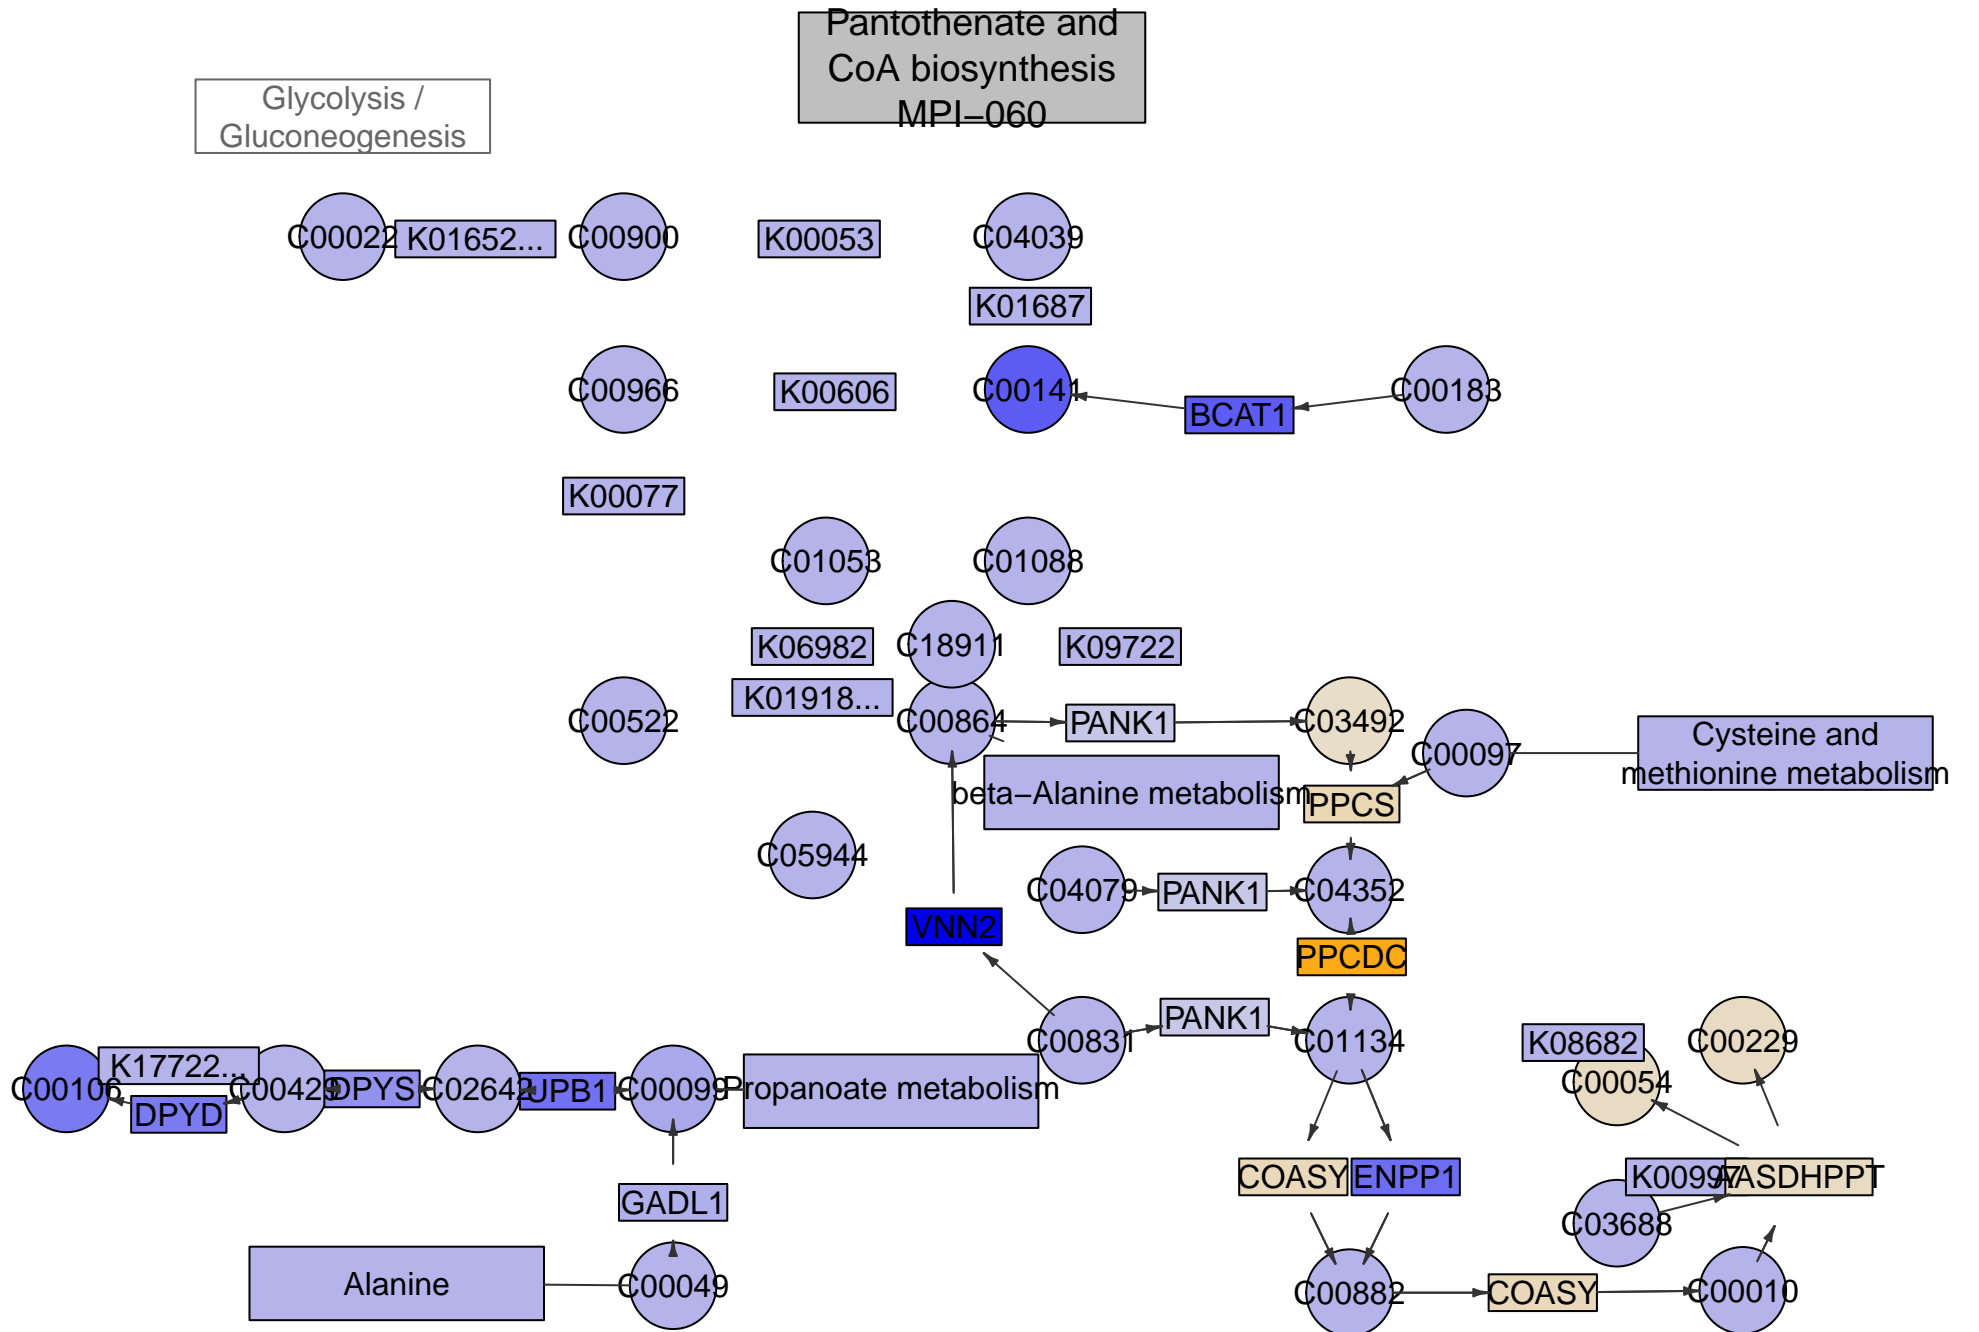 Pantothenate and
CoA biosynthesis
MPI−060
Glycolysis /
Gluconeogenesis
C00022
K01652...
C00900
K00053
C04039
K01687
C00966
K00606
C00141
BCAT1
C00183
K00077
C01053
C01088
K06982
C18911
K09722
K01918...
C00522
C00864
PANK1
C03492
C00097
Cysteine and
methionine metabolism
beta−Alanine metabolism
PPCS
C05944
C04079
PANK1
C04352
VNN2
PPCDC
C00831
PANK1
C01134
K08682
C00229
C00054
K17722...
C00106
DPYD
C00429
DPYS
C02642
UPB1
C00099
Propanoate metabolism
COASY
ENPP1
K00997
AASDHPPT
GADL1
C03688
Alanine
C00049
C00882
COASY
C00010